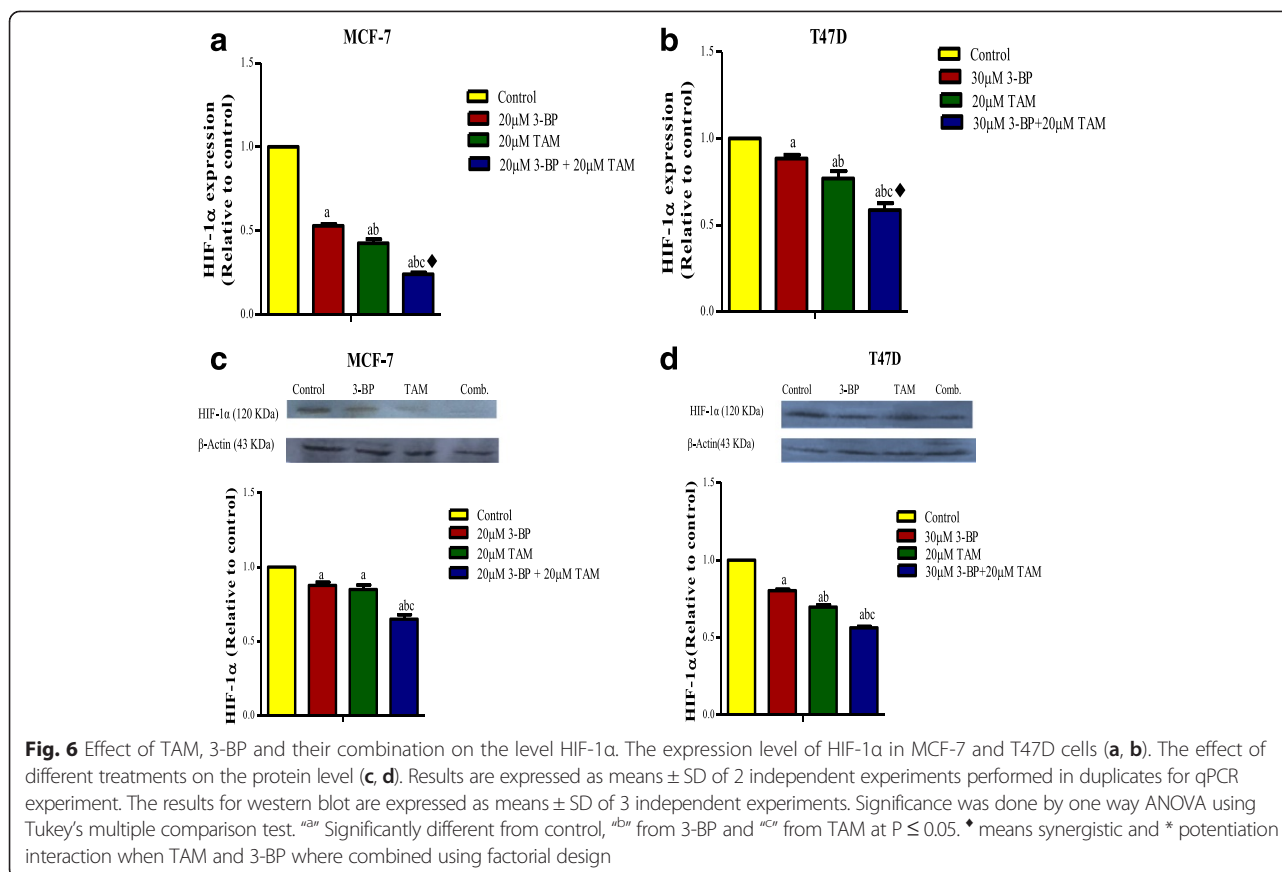 a
MCF-7
HIF-1α expression
(Relative to control)
1.5
1.0
0.5
0.0
a
ab
abc♦
Control
20µM 3-BP
20µM TAM
20µM 3-BP + 20µM TAM
b
T47D
HIF-1α expression
(Relative to control)
1.5
1.0
0.5
0.0
a
ab
abc♦
Control
30µM 3-BP
20µM TAM
30µM 3-BP+20µM TAM
c
MCF-7
Control 3-BP TAM Comb.
HIF-1α (120 KDa)
β-Actin (43 KDa)
HIF-1α (Relative to control)
1.5
1.0
0.5
0.0
a
a
abc
Control
20µM 3-BP
20µM TAM
20µM 3-BP + 20µM TAM
d
T47D
Control 3-BP TAM Comb.
HIF-1α (120 KDa)
β-Actin(43 KDa)
HIF-1α(Relative to control)
1.5
1.0
0.5
0.0
a
ab
abc
Control
30µM 3-BP
20µM TAM
30µM 3-BP+20µM TAM
Fig. 6 Effect of TAM, 3-BP and their combination on the level HIF-1α. The expression level of HIF-1α in MCF-7 and T47D cells (a, b). The effect of
different treatments on the protein level (c, d). Results are expressed as means ± SD of 2 independent experiments performed in duplicates for qPCR
experiment. The results for western blot are expressed as means ± SD of 3 independent experiments. Significance was done by one way ANOVA using
Tukey's multiple comparison test. "a" Significantly different from control, "b" from 3-BP and "c" from TAM at P ≤ 0.05. ♦ means synergistic and * potentiation
interaction when TAM and 3-BP where combined using factorial design